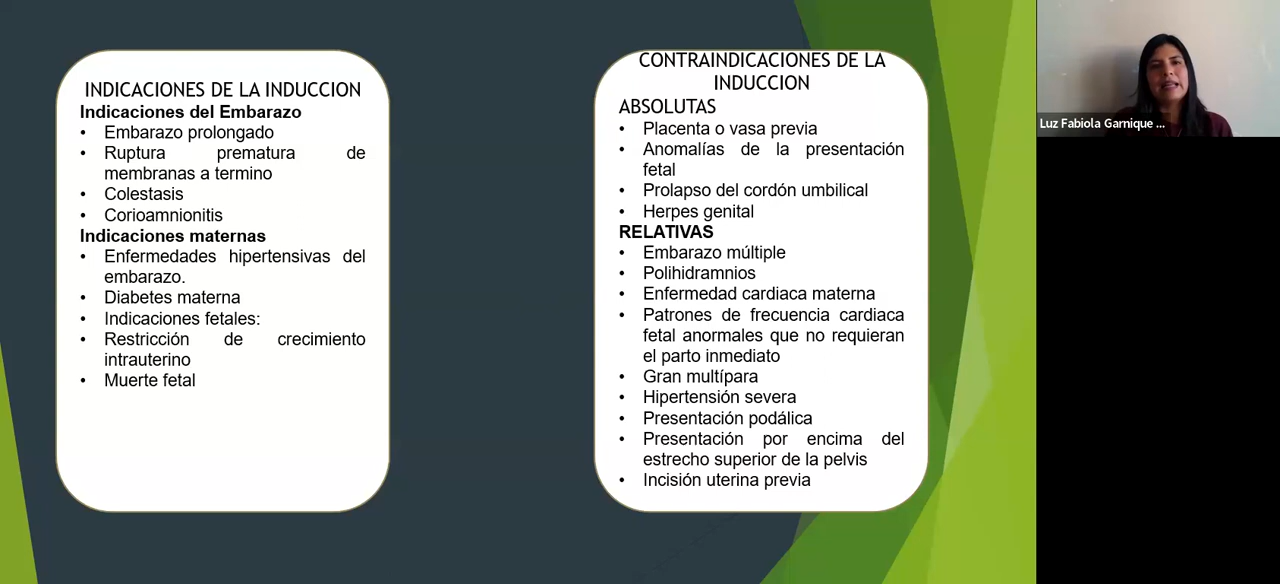 INDICACIONES DE LA INDUCCION
Indicaciones del Embarazo
• Embarazo prolongado
• Ruptura prematura de
membranas a termino
• Colestasis
• Corioamnionitis
Indicaciones maternas
• Enfermedades hipertensivas del
embarazo.
• Diabetes materna
• Indicaciones fetales:
• Restricción de crecimiento
intrauterino
• Muerte fetal
CONTRAINDICACIONES DE LA
INDUCCION
ABSOLUTAS
• Placenta o vasa previa
• Anomalías de la presentación
fetal
• Prolapso del cordón umbilical
• Herpes genital
RELATIVAS
• Embarazo múltiple
• Polihidramnios
• Enfermedad cardiaca materna
• Patrones de frecuencia cardiaca
fetal anormales que no requieran
el parto inmediato
• Gran multípara
• Hipertensión severa
• Presentación podálica
• Presentación por encima del
estrecho superior de la pelvis
• Incisión uterina previa
Luz Fabiola Garnique ...